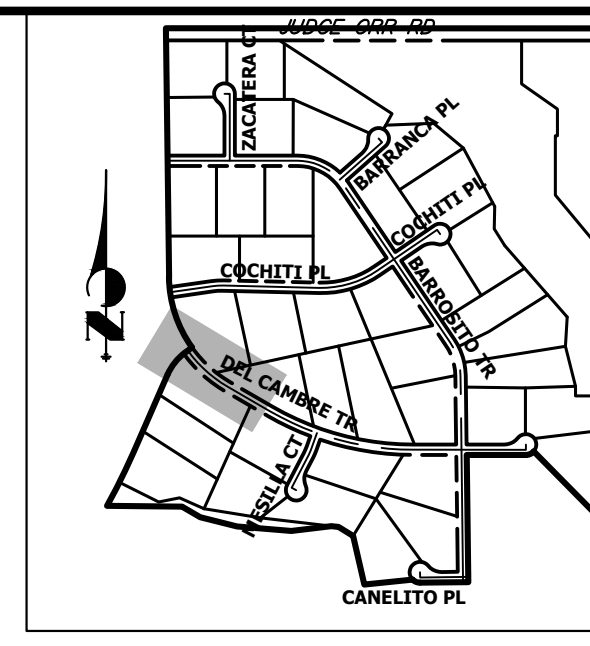 JUDGE ORR RD
ZACATERA CT
BARRANCA PL
COCHITI PL
COCHITI PL
BARROSITO TR
DEL CAMBRE TR
MESILLA CT
CANELITO PL
N